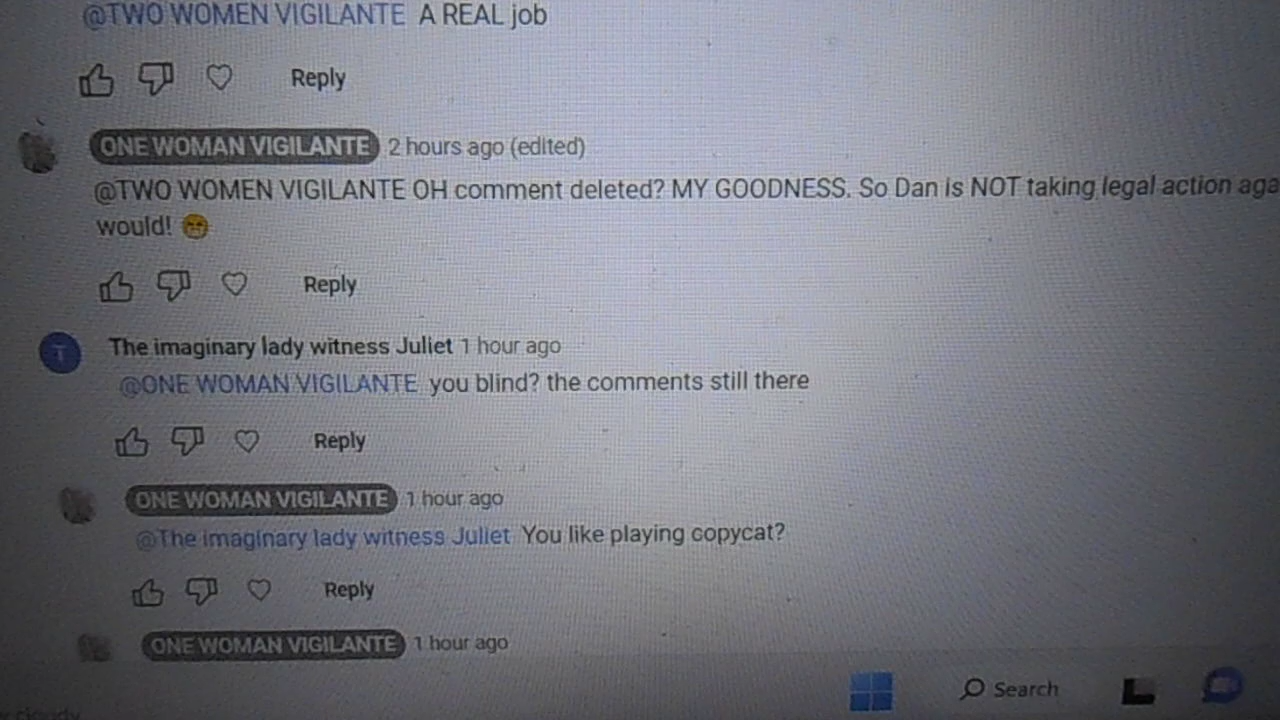 @TWO WOMEN VIGILANTE A REAL job
Reply
ONE WOMAN VIGILANTE 2 hours ago (edited)
@TWO WOMEN VIGILANTE OH comment deleted? MY GOODNESS. So Dan is NOT taking legal action aga
would! 😁
Reply
T
The imaginary lady witness Juliet 1 hour ago
@ONE WOMAN VIGILANTE you blind? the comments still there
Reply
ONE WOMAN VIGILANTE 1 hour ago
@The imaginary lady witness Juliet You like playing copycat?
Reply
ONE WOMAN VIGILANTE 1 hour ago
Search